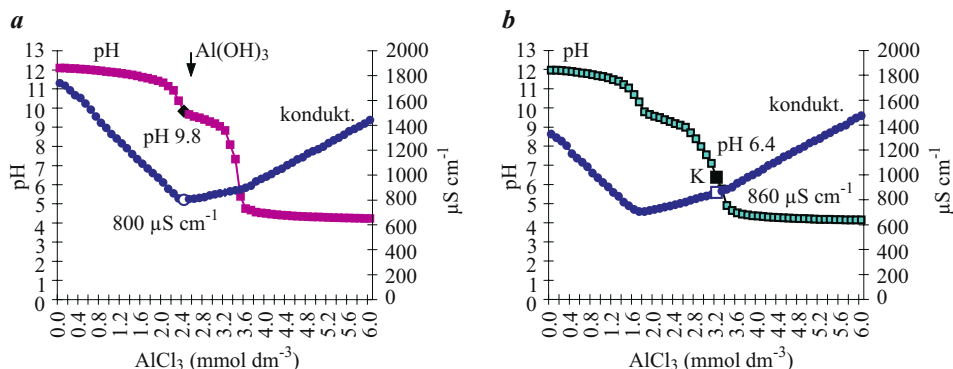 a
pH
Al(OH)3
kondukt.
pH 9.8
800 µS cm-1
13
12
11
10
9
8
7
6
5
4
3
2
1
0
pH
2000
1800
1600
1400
1200
1000
800
600
400
200
0
µS cm-1
0.0 0.4 1.2 1.6 2.0 2.4 2.8 3.2 3.6 4.0 4.4 4.8 5.2 5.6 6.0
AlCl3 (mmol dm-3)
b
pH
kondukt.
pH 6.4
K
860 µS cm-1
13
12
11
10
9
8
7
6
5
4
3
2
1
0
pH
2000
1800
1600
1400
1200
1000
800
600
400
200
0
µS cm-1
0.0 0.4 0.8 1.2 1.6 2.0 2.4 2.8 3.2 3.6 4.0 4.4 4.8 5.2 5.6 6.0
AlCl3 (mmol dm-3)